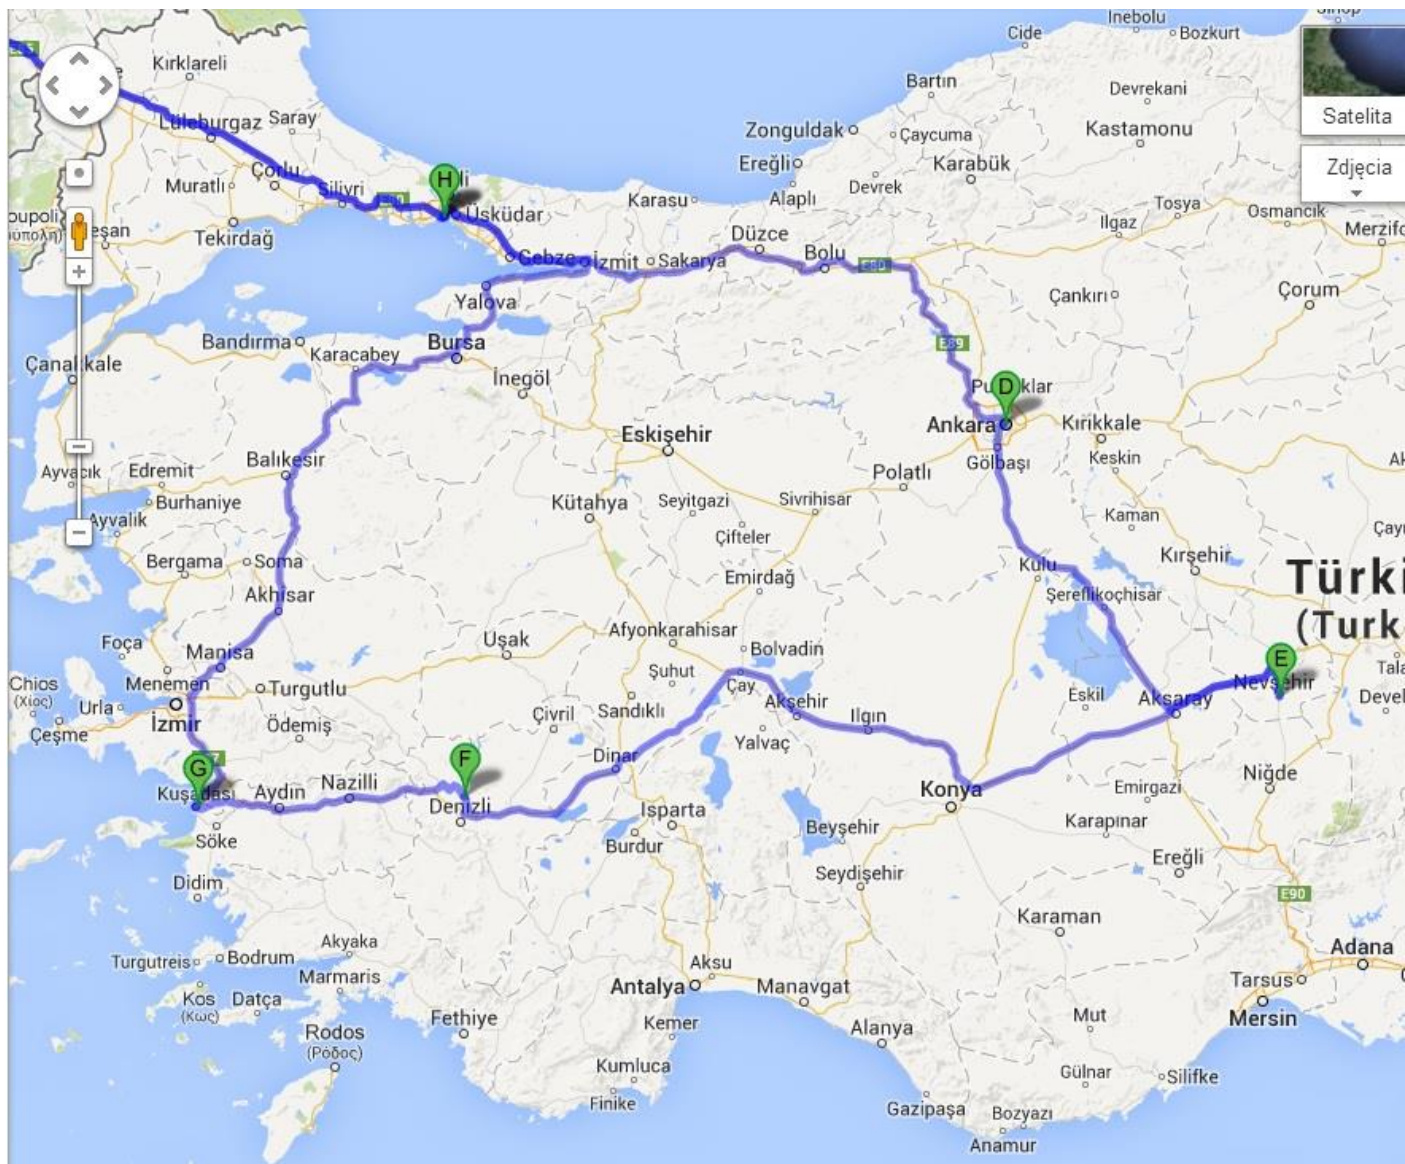 Inebolu
Cide
Bozkurt
Kırklareli
Bartın
Devrekani
Satelita
Saray
Lüleburgaz
Zonguldak
Çaycuma
Kastamonu
Ereğli
Karabük
Zdjęcia
Çorlu
Muratlı
Silivri
H
Devrek
Karasu
Alaplı
Üsküdar
Tosya
Osmancık
Ilgaz
Tekirdağ
Düzce
Gebze
İzmit
Sakarya
Bolu
E80
Yalova
Çankırı
Çorum
Bandırma
Bursa
E89
Karacabey
Çanakkale
İnegöl
D
Ankara
Kırıkkale
Eskişehir
Gölbaşı
Keskin
Balıkesir
Edremit
Ayvacık
Polatlı
Burhaniye
Kütahya
Seyitgazi
Sivrihisar
Ayvalık
Kaman
Çifteler
Bergama
Soma
Kırşehir
Kulu
Emirdağ
Akhisar
Şereflikoçhisar
Foça
Uşak
Afyonkarahisar
Bolvadin
Manisa
E
Chios
(Χίος)
Menemen
Turgutlu
Şuhut
Çay
Nevşehir
Urla
İzmir
Eskil
Aksaray
Çeşme
Ödemiş
Çivril
Sandıklı
Akşehir
Ilgın
Yalvaç
Dinar
F
G
Kuşadası
Aydın
Nazilli
Niğde
Denizli
Isparta
Konya
Emirgazi
Söke
Burdur
Beyşehir
Karapınar
Didim
Seydişehir
Ereğli
E90
Karaman
Akyaka
Turgutreis
Bodrum
Aksu
Adana
Marmaris
Antalya
Manavgat
Tarsus
Kos
(Κως)
Datça
Fethiye
Kemer
Alanya
Mut
Mersin
Rodos
(Ρόδος)
Kumluca
Gülnar
Silifke
Finike
Gazipaşa
Bozyazı
Anamur